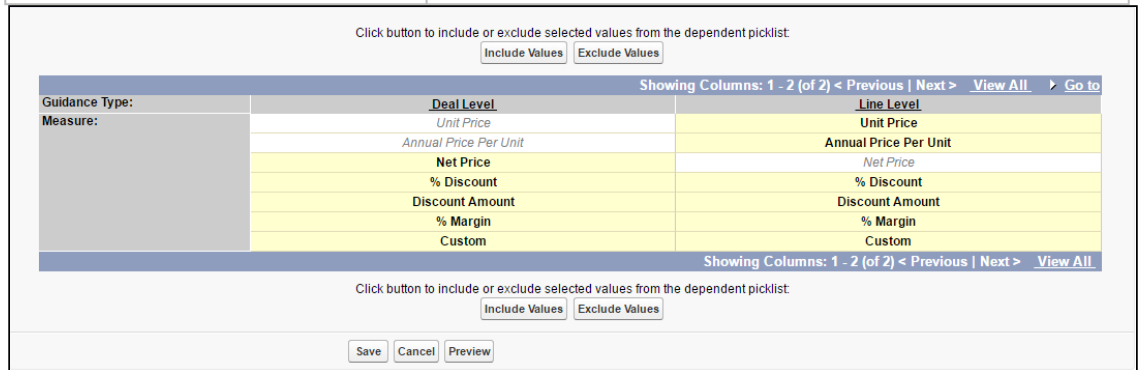 Click button to include or exclude selected values from the dependent picklist:
Include Values Exclude Values
Showing Columns: 1 - 2 (of 2) < Previous | Next > View All Go to
Guidance Type: Deal Level Line Level
Measure: Unit Price Unit Price
Annual Price Per Unit Annual Price Per Unit
Net Price Net Price
% Discount % Discount
Discount Amount Discount Amount
% Margin % Margin
Custom Custom
Showing Columns: 1 - 2 (of 2) < Previous | Next > View All
Click button to include or exclude selected values from the dependent picklist:
Include Values Exclude Values
Save Cancel Preview